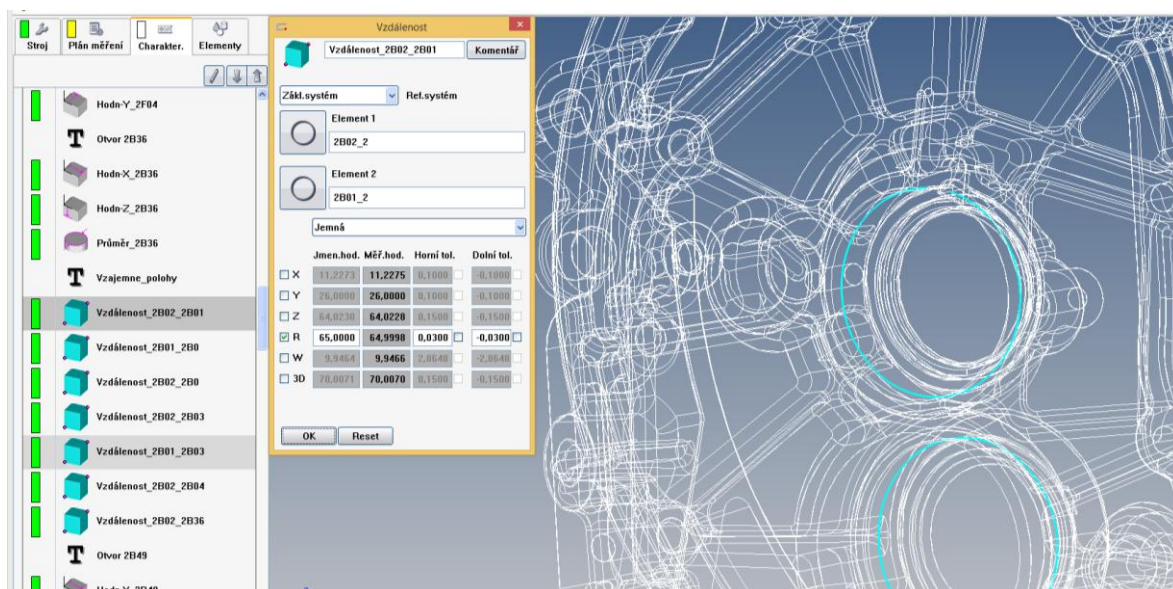 Stroj Plán měření Charakter. Elementy
Hodn-Y_2F04
T Otvor 2B36
Hodn-X_2B36
Hodn-Z_2B36
Průměr_2B36
T Vzajemne_polohy
Vzdálenost_2B02_2B01
Vzdálenost_2B01_2B0
Vzdálenost_2B02_2B0
Vzdálenost_2B02_2B03
Vzdálenost_2B01_2B03
Vzdálenost_2B02_2B04
Vzdálenost_2B02_2B36
T Otvor 2B49
Vzdálenost
Vzdálenost_2B02_2B01 Komentář
Zákl.systém Ref.systém
Element 1
2B02_2
Element 2
2B01_2
Jemná
Jmen.hod. Měř.hod. Horní tol. Dolní tol.
X 11,2273 11,2275 0,1000 -0,1000
Y 26,0000 26,0000 0,1000 -0,1000
Z 64,0230 64,0228 0,1500 -0,1500
R 65,0000 64,9998 0,0300 -0,0300
W 9,9464 9,9466 2,0640 -2,0640
3D 70,0071 70,0070 0,1500 -0,1500
OK Reset